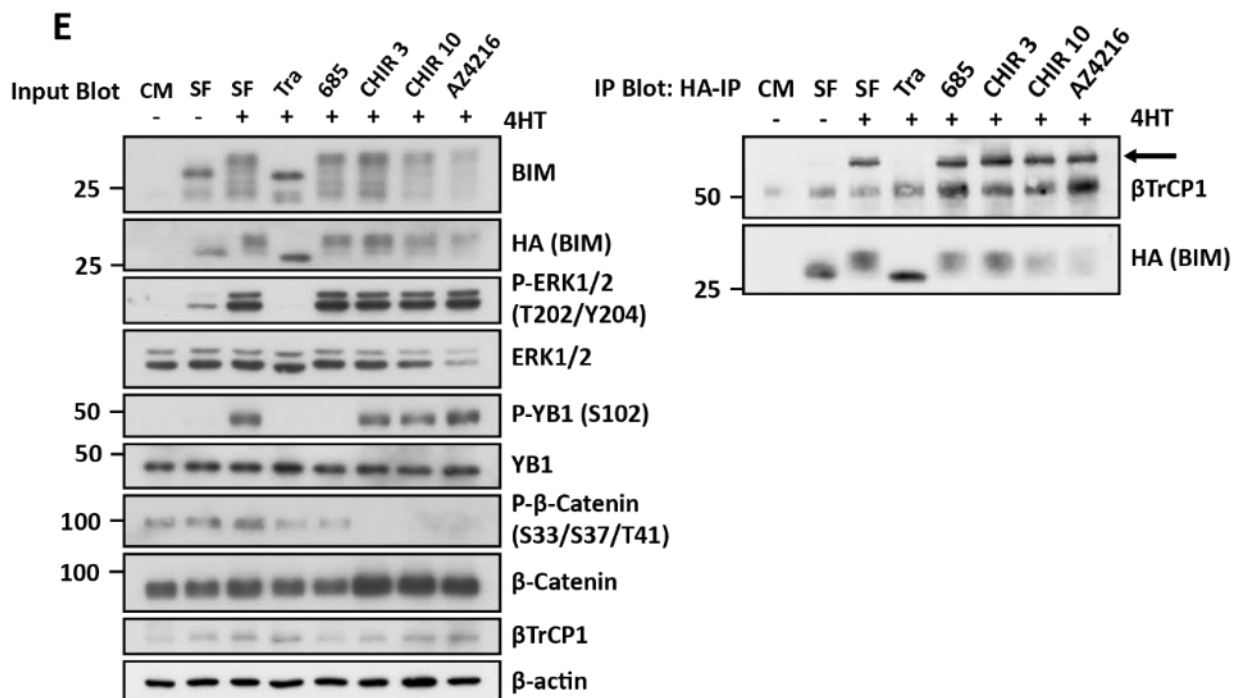 E
Input Blot CM SF SF Tra 685 CHIR 3 CHIR 10 AZ4216
- - + + + + + + 4HT
25 BIM
25 HA (BIM)
P-ERK1/2
(T202/Y204)
ERK1/2
50 P-YB1 (S102)
50 YB1
100 P-β-Catenin
(S33/S37/T41)
100 β-Catenin
βTrCP1
β-actin
IP Blot: HA-IP CM SF SF Tra 685 CHIR 3 CHIR 10 AZ4216
- - + + + + + + 4HT
50 βTrCP1
25 HA (BIM)